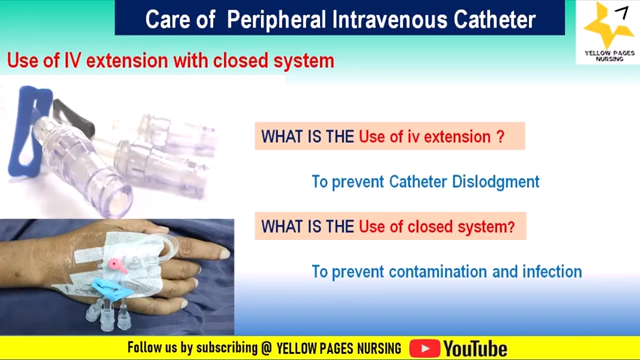 Care of Peripheral Intravenous Catheter
YELLOW PAGES
NURSING
Use of IV extension with closed system
WHAT IS THE Use of iv extension ?
To prevent Catheter Dislodgment
WHAT IS THE Use of closed system?
To prevent contamination and infection
Follow us by subscribing @ YELLOW PAGES NURSING YouTube